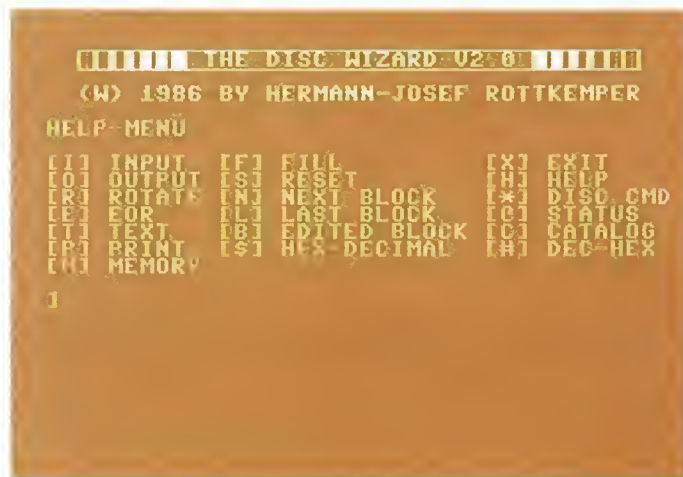 THE DISC WIZARD V2.0
(W) 1986 BY HERMANN-JOSEF ROTTKEMPER
HELP-MENÜ
[I] INPUT [F] FILL [X] EXIT
[O] OUTPUT [S] RESET [H] HELP
[R] ROTATE [N] NEXT BLOCK [*] DISC CMD
[E] EOR [L] LAST BLOCK STATUS
[T] TEXT [B] EDITED BLOCK [C] CATALOG
[P] PRINT [$] HEX-DECIMAL [#] DEC-HEX
[M] MEMORY
]